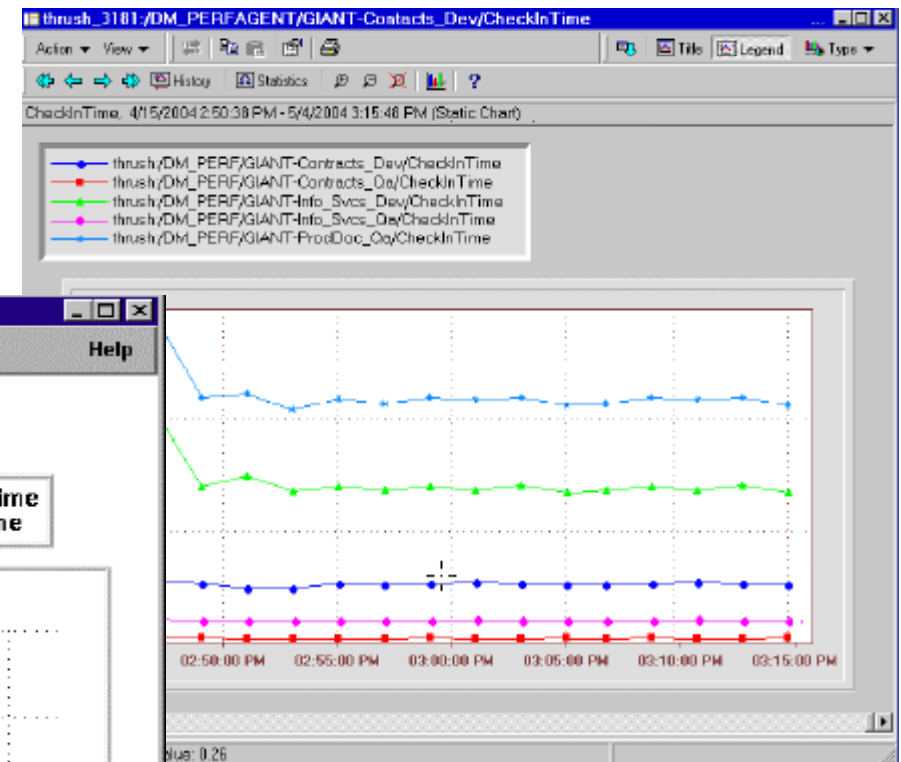 thrush_3181:/DM_PERFAGENT/GIANT-Contacts_Dev/CheckInTime ...
Action View Title Legend Type
History Statistics ?
CheckInTime, 4/15/2004 2:50:38 PM - 5/4/2004 3:15:48 PM (Static Chart)
thrush:/DM_PERF/GIANT-Contracts_Dev/CheckInTime
thrush:/DM_PERF/GIANT-Contracts_Qa/CheckInTime
thrush:/DM_PERF/GIANT-Info_Svcs_Dev/CheckInTime
thrush:/DM_PERF/GIANT-Info_Svcs_Qa/CheckInTime
thrush:/DM_PERF/GIANT-ProdDoc_Qa/CheckInTime
Help
ime
ne
02:50:00 PM 02:55:00 PM 03:00:00 PM 03:05:00 PM 03:10:00 PM 03:15:00 PM
alue: 0.26